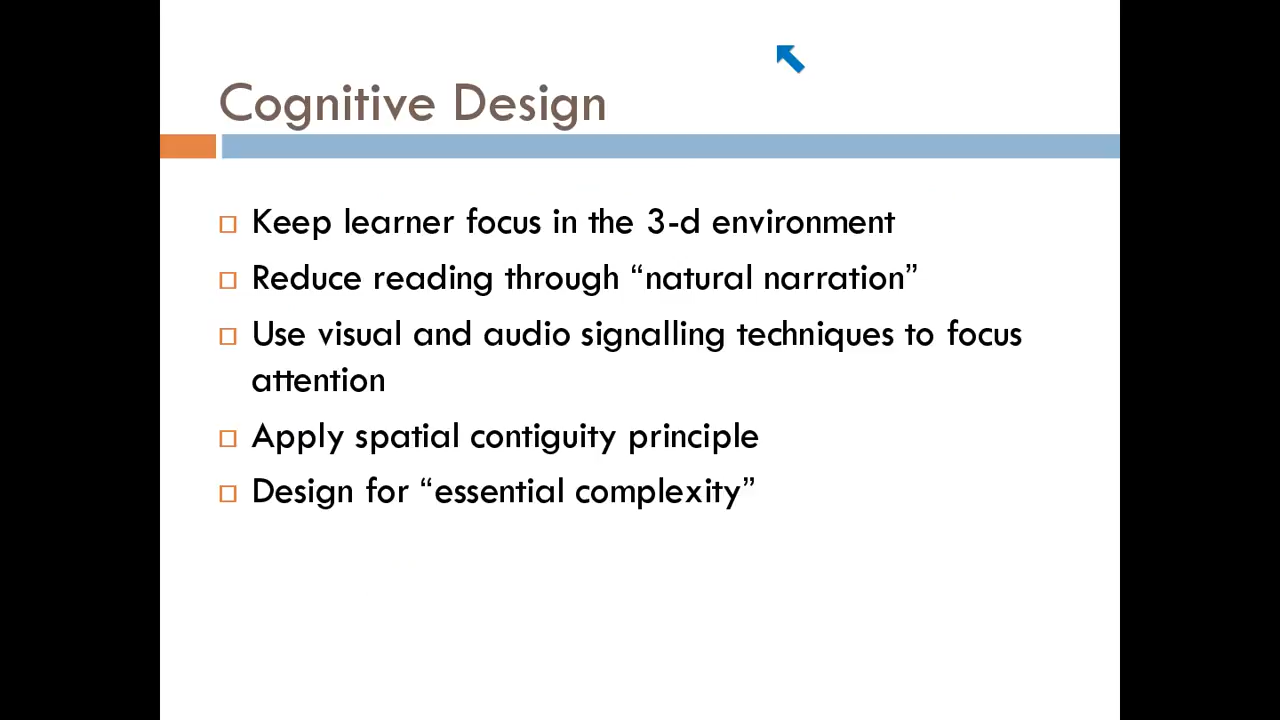 Cognitive Design
Keep learner focus in the 3-d environment
Reduce reading through “natural narration”
Use visual and audio signalling techniques to focus
attention
Apply spatial contiguity principle
Design for “essential complexity”